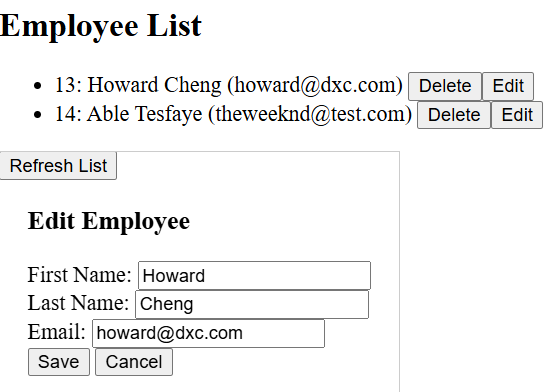 Employee List
13: Howard Cheng (howard@dxc.com) Delete Edit
14: Able Tesfaye (theweeknd@test.com) Delete Edit
Refresh List
Edit Employee
First Name: Howard
Last Name: Cheng
Email: howard@dxc.com
Save Cancel